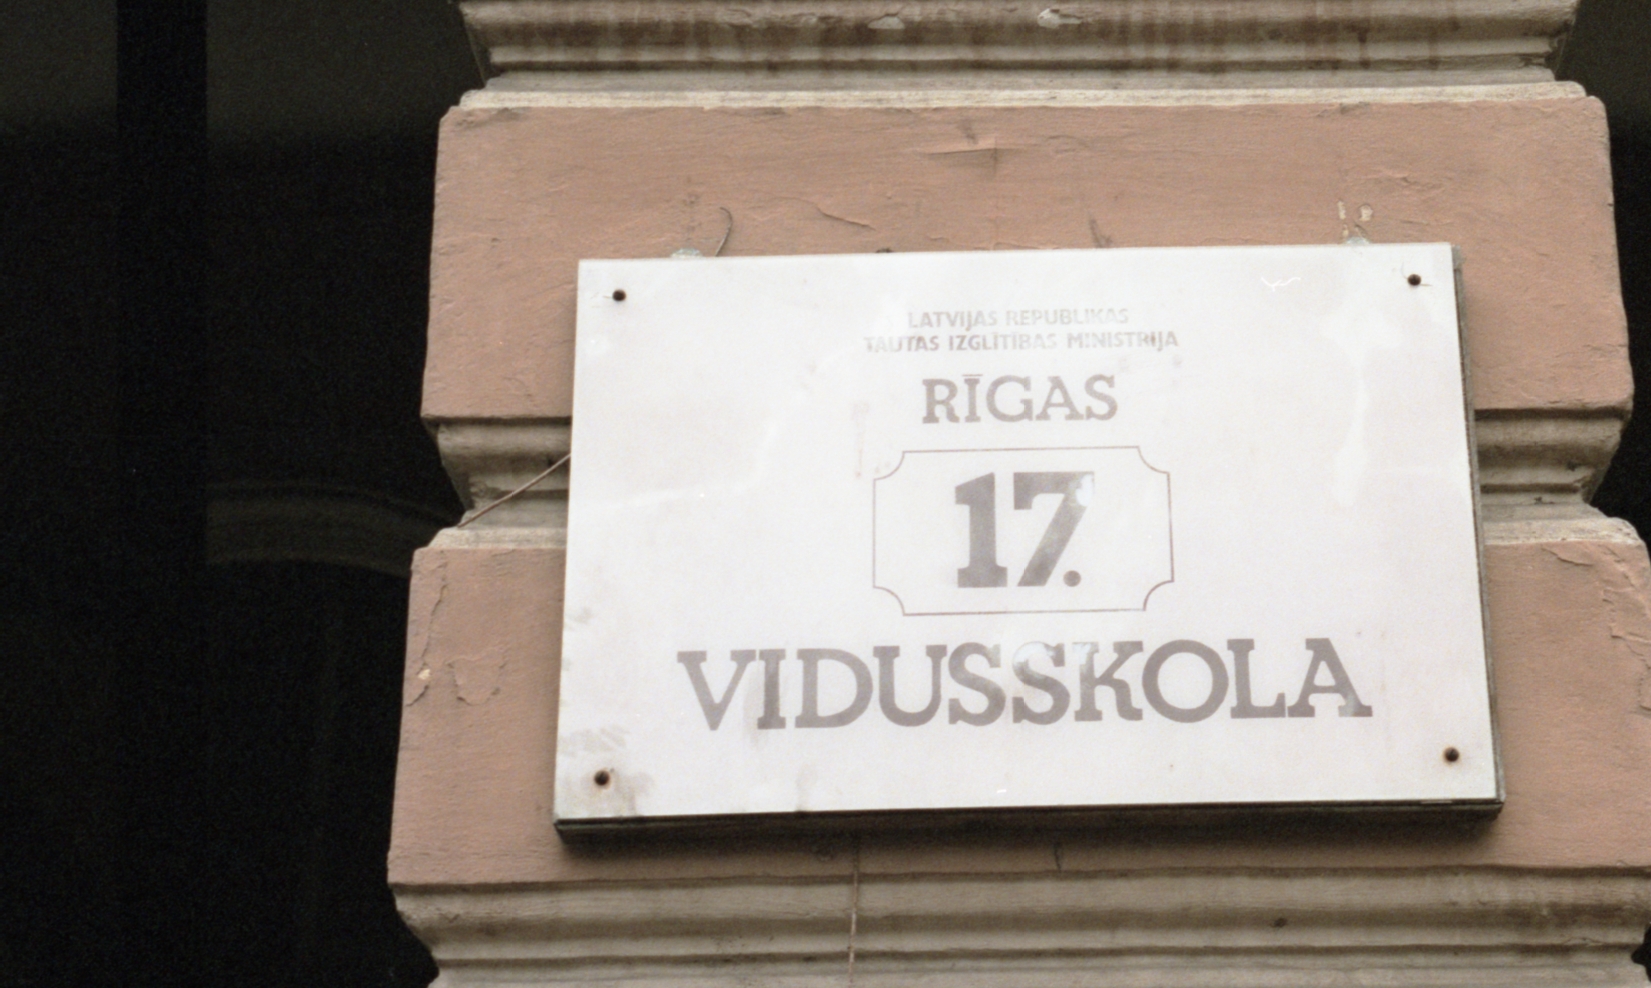 LATVIJAS REPUBLIKAS
TAUTAS IZGLĪTĪBAS MINISTRIJA
RĪGAS
17.
VIDUSSKOLA